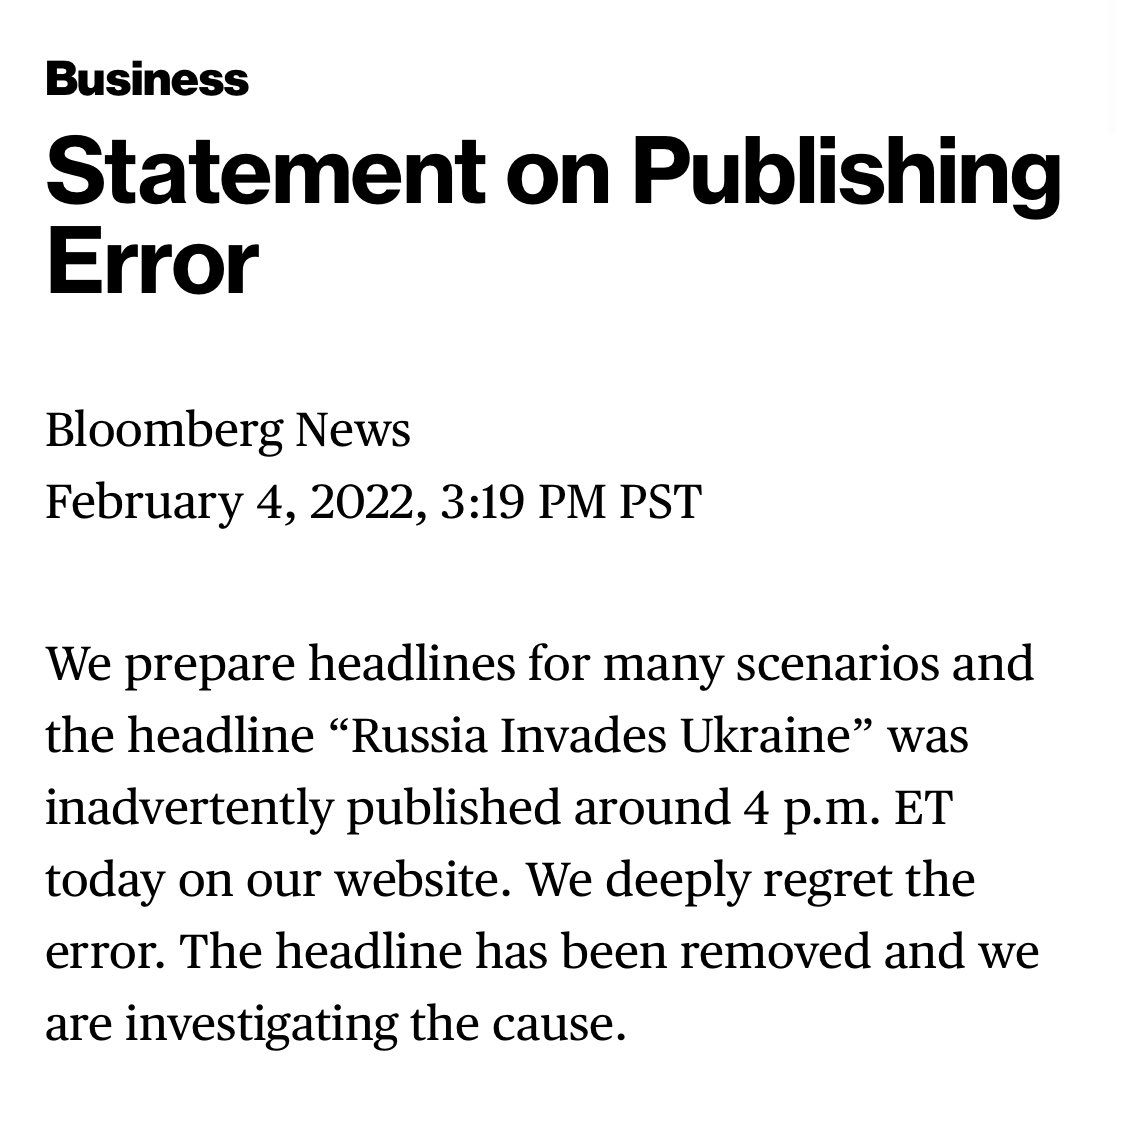 Business
Statement on Publishing
Error
Bloomberg News
February 4, 2022, 3:19 PM PST
We prepare headlines for many scenarios and
the headline “Russia Invades Ukraine” was
inadvertently published around 4 p.m. ET
today on our website. We deeply regret the
error. The headline has been removed and we
are investigating the cause.